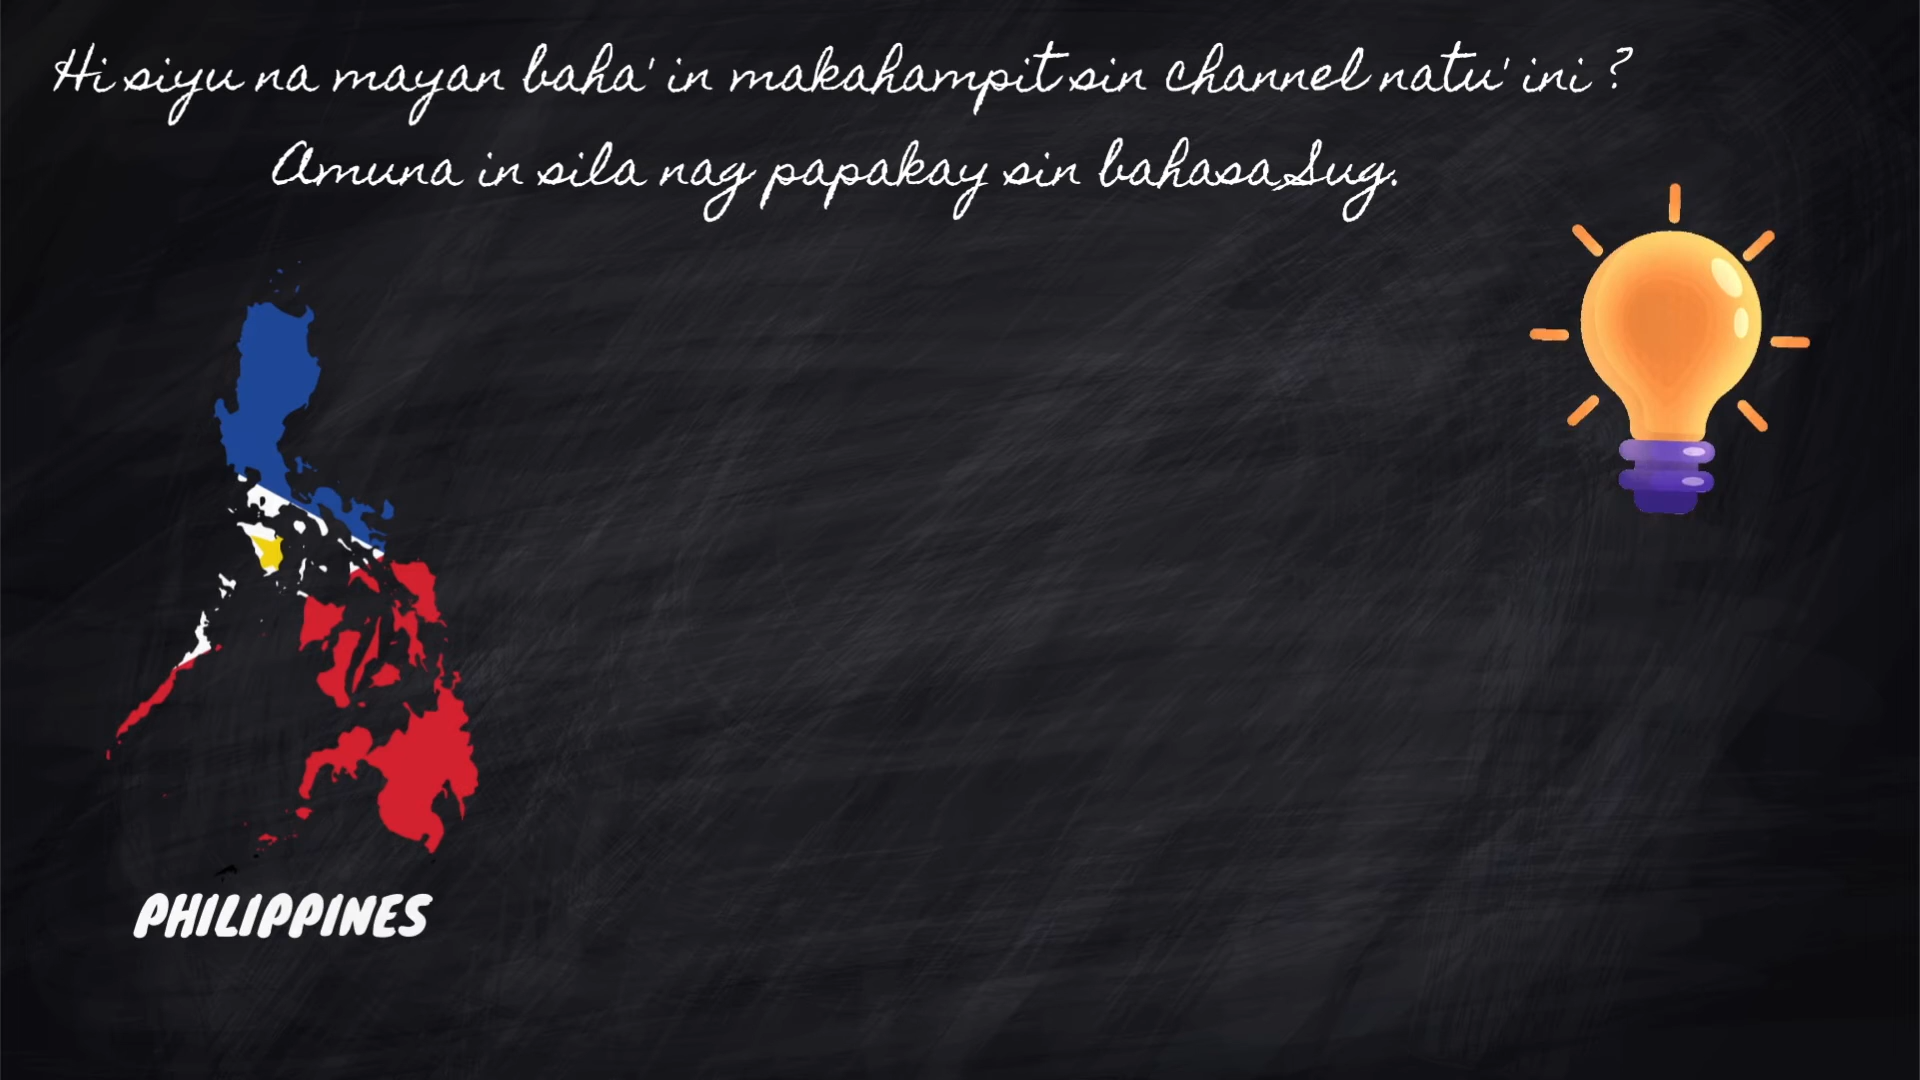 Hi siyu na mayan baha' in makahampit sin channel natu' ini ?
Amuna in sila nag papakay sin bahasa Sug.
PHILIPPINES